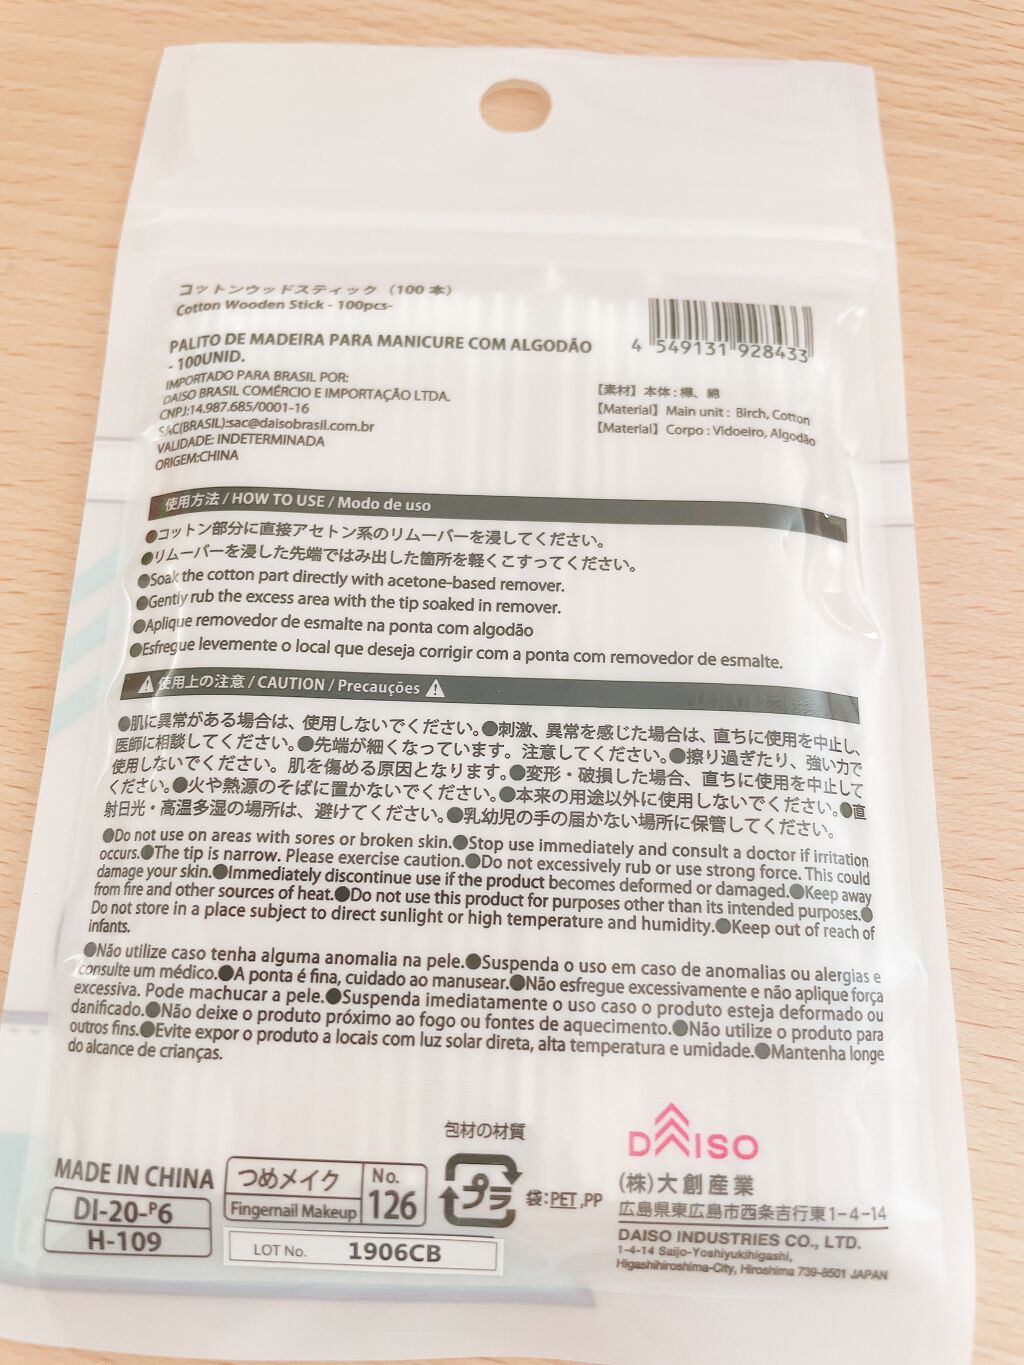 コットンウッドスティック（100 本）
Cotton Wooden Stick - 100pcs-
PALITO DE MADEIRA PARA MANICURE COM ALGODÃO
- 100UNID.
IMPORTADO PARA BRASIL POR:
DAISO BRASIL COMÉRCIO E IMPORTAÇÃO LTDA.
CNPJ:14.987.685/0001-16
SAC(BRASIL):sac@daisobrasil.com.br
VALIDADE: INDETERMINADA
ORIGEM:CHINA
4 549131 928433
【素材】本体：樺、綿
【Material】Main unit : Birch, Cotton
【Material】Corpo : Vidoeiro, Algodão
使用方法 / HOW TO USE / Modo de uso
●コットン部分に直接アセトン系のリムーバーを浸してください。
●リムーバーを浸した先端ではみ出した箇所を軽くこすってください。
●Soak the cotton part directly with acetone-based remover.
●Gently rub the excess area with the tip soaked in remover.
●Aplique removedor de esmalte na ponta com algodão
●Esfregue levemente o local que deseja corrigir com a ponta com removedor de esmalte.
⚠使用上の注意 / CAUTION / Precauções⚠
●肌に異常がある場合は、使用しないでください。●刺激、異常を感じた場合は、直ちに使用を中止し、
医師に相談してください。●先端が細くなっています。注意してください。●擦り過ぎたり、強い力で
使用しないでください。肌を傷める原因となります。●変形・破損した場合、直ちに使用を中止して
ください。●火や熱源のそばに置かないでください。●本来の用途以外に使用しないでください。●直
射日光・高温多湿の場所は、避けてください。●乳幼児の手の届かない場所に保管してください。
●Do not use on areas with sores or broken skin.●Stop use immediately and consult a doctor if irritation
occurs.●The tip is narrow. Please exercise caution.●Do not excessively rub or use strong force. This could
damage your skin.●Immediately discontinue use if the product becomes deformed or damaged.●Keep away
from fire and other sources of heat.●Do not use this product for purposes other than its intended purposes.●
Do not store in a place subject to direct sunlight or high temperature and humidity.●Keep out of reach of
infants.
●Não utilize caso tenha alguma anomalia na pele.●Suspenda o uso em caso de anomalias ou alergias e
consulte um médico.●A ponta é fina, cuidado ao manusear.●Não esfregue excessivamente e não aplique força
excessiva. Pode machucar a pele.●Suspenda imediatamente o uso caso o produto esteja deformado ou
danificado.●Não deixe o produto próximo ao fogo ou fontes de aquecimento.●Não utilize o produto para
outros fins.●Evite expor o produto a locais com luz solar direta, alta temperatura e umidade.●Mantenha longe
do alcance de crianças.
MADE IN CHINA
DI-20-P6
H-109
つめメイク
Fingernail Makeup
No.
126
LOT No. 1906CB
包材の材質
プラ
袋：PET ,PP
DAISO
(株)大創産業
広島県東広島市西条吉行東1-4-14
DAISO INDUSTRIES CO., LTD.
1-4-14 Saijo-Yoshiyukihigashi,
Higashihiroshima-City, Hiroshima 739-8501 JAPAN